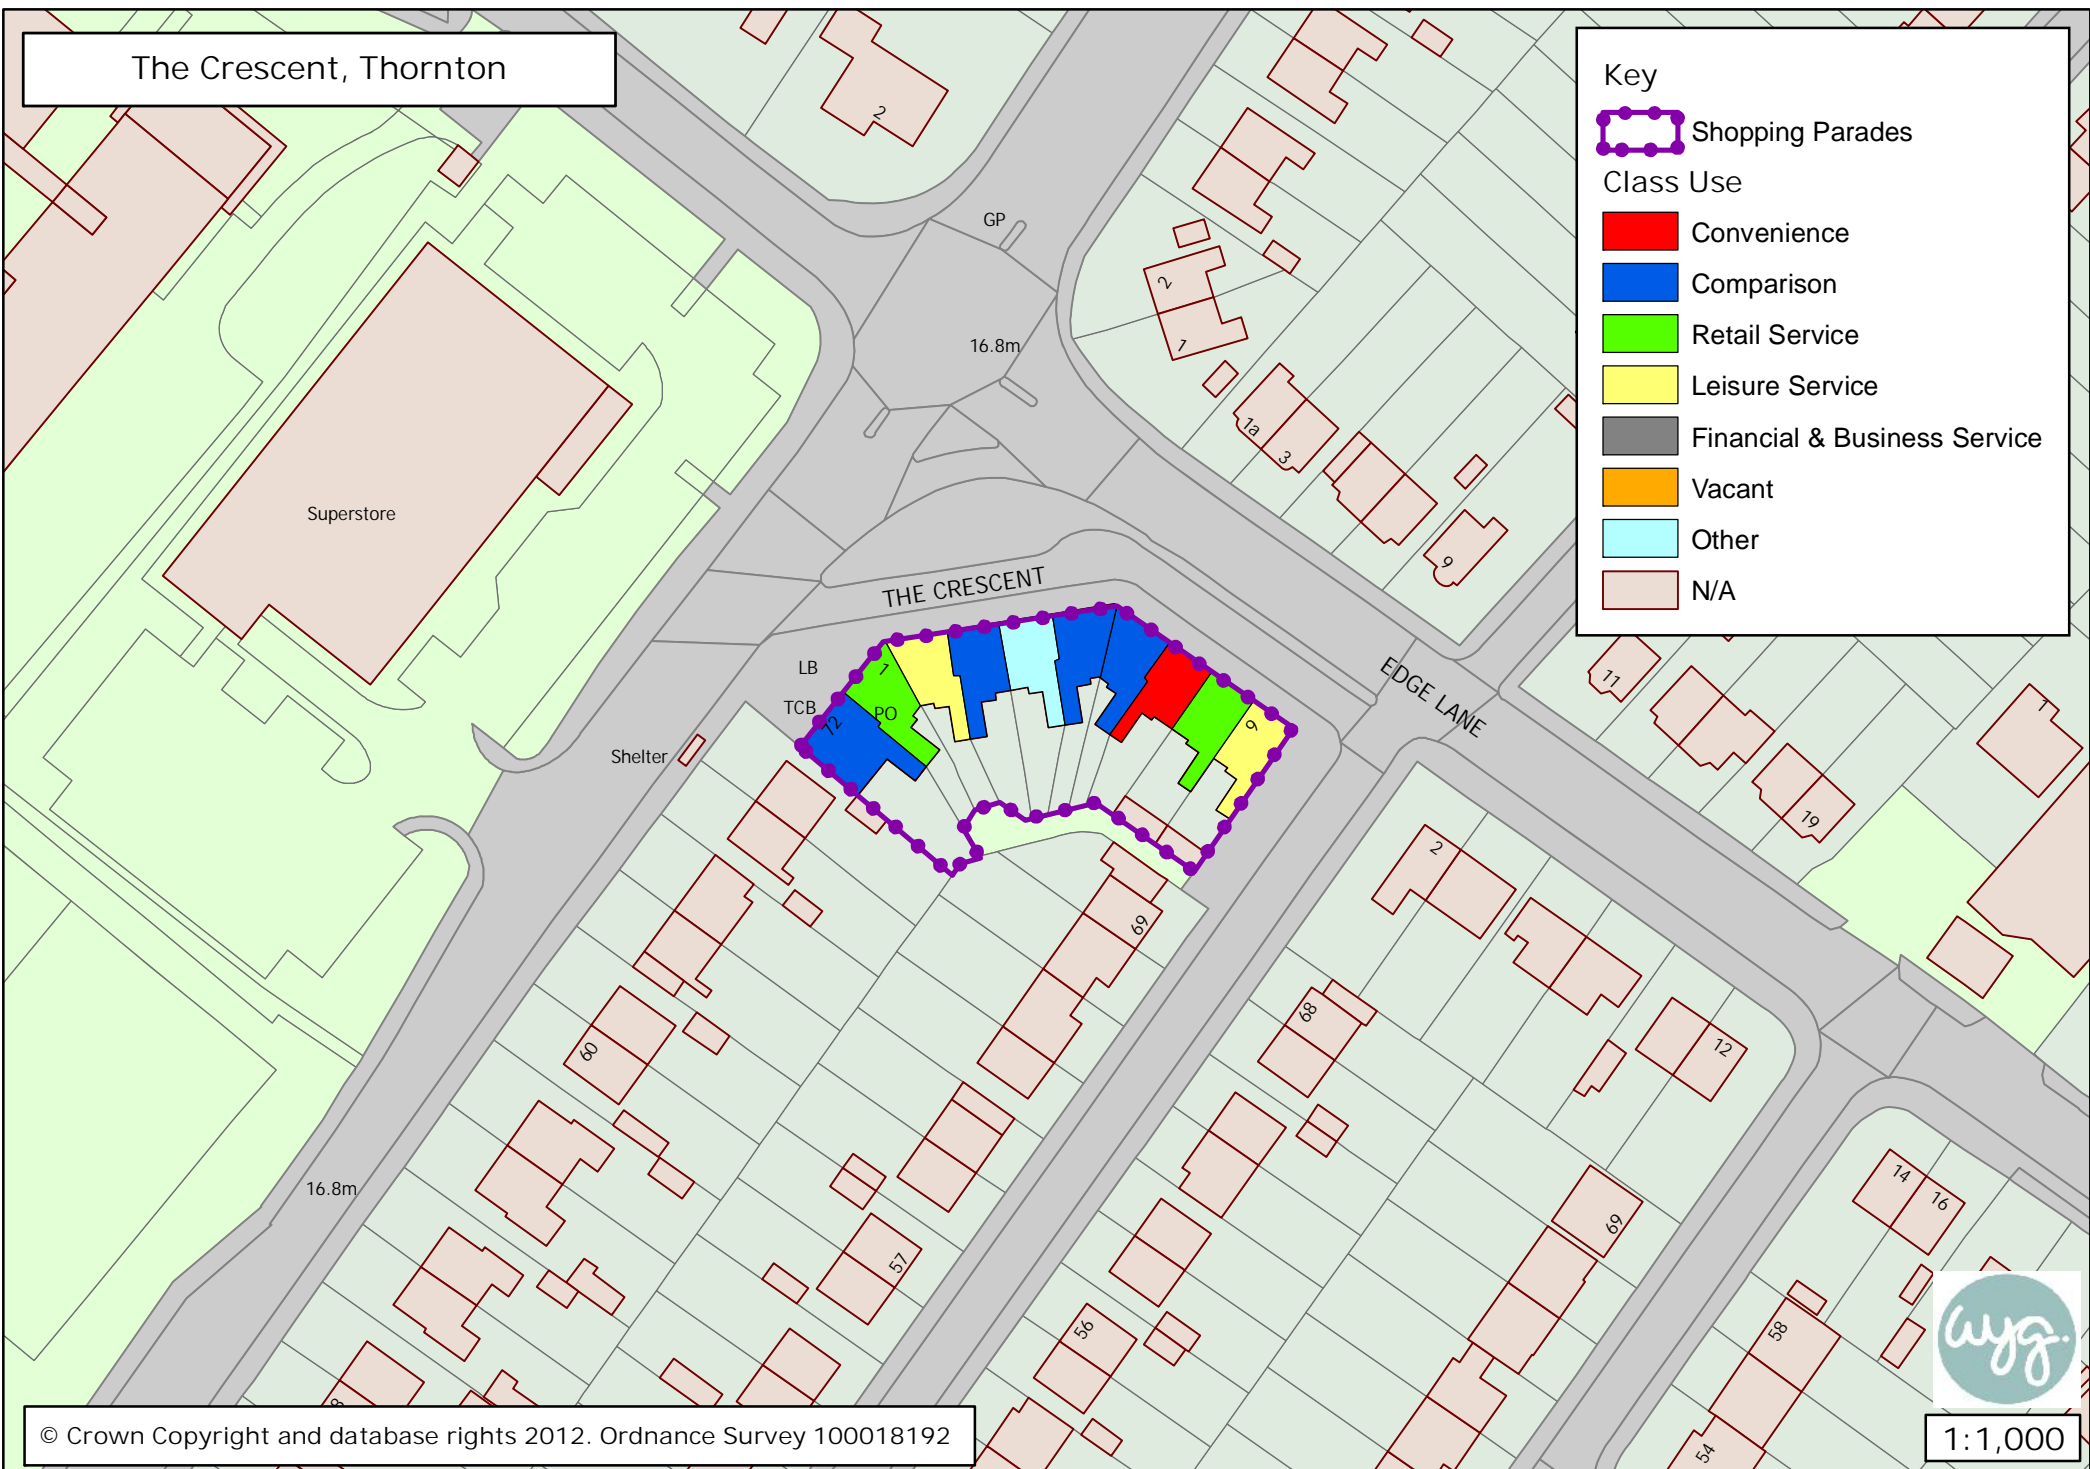 The Crescent, Thornton
Key
Shopping Parades
Class Use
Convenience
Comparison
Retail Service
Leisure Service
Financial & Business Service
Vacant
Other
N/A
2
GP
16.8m
2
1
1a
3
9
Superstore
THE CRESCENT
EDGE LANE
LB
TCB
Shelter
1
PO
72
9
11
1
19
2
69
68
12
60
16.8m
57
56
69
14
16
58
54
8
ayg.
© Crown Copyright and database rights 2012. Ordnance Survey 100018192
1:1,000